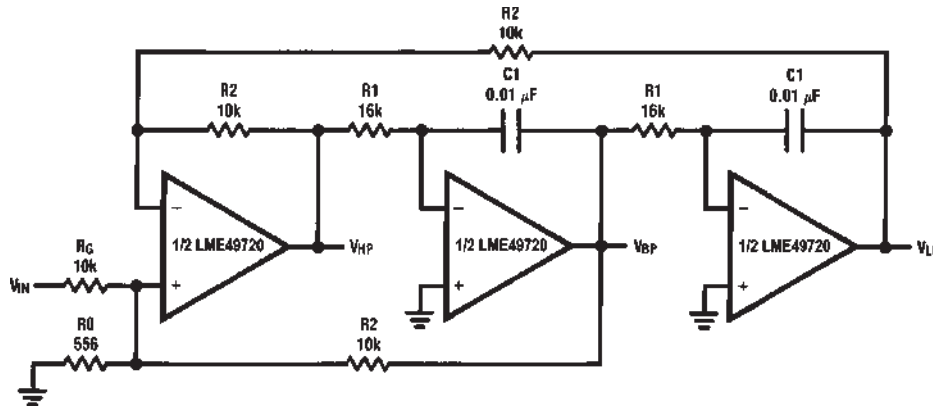 R2
10k
R2
10k
R1
16k
C1
0.01 µF
R1
16k
C1
0.01 µF
−
1/2 LME49720
+
VHP
−
1/2 LME49720
+
VBP
−
1/2 LME49720
+
VL
VIN
RG
10k
R0
556
R2
10k